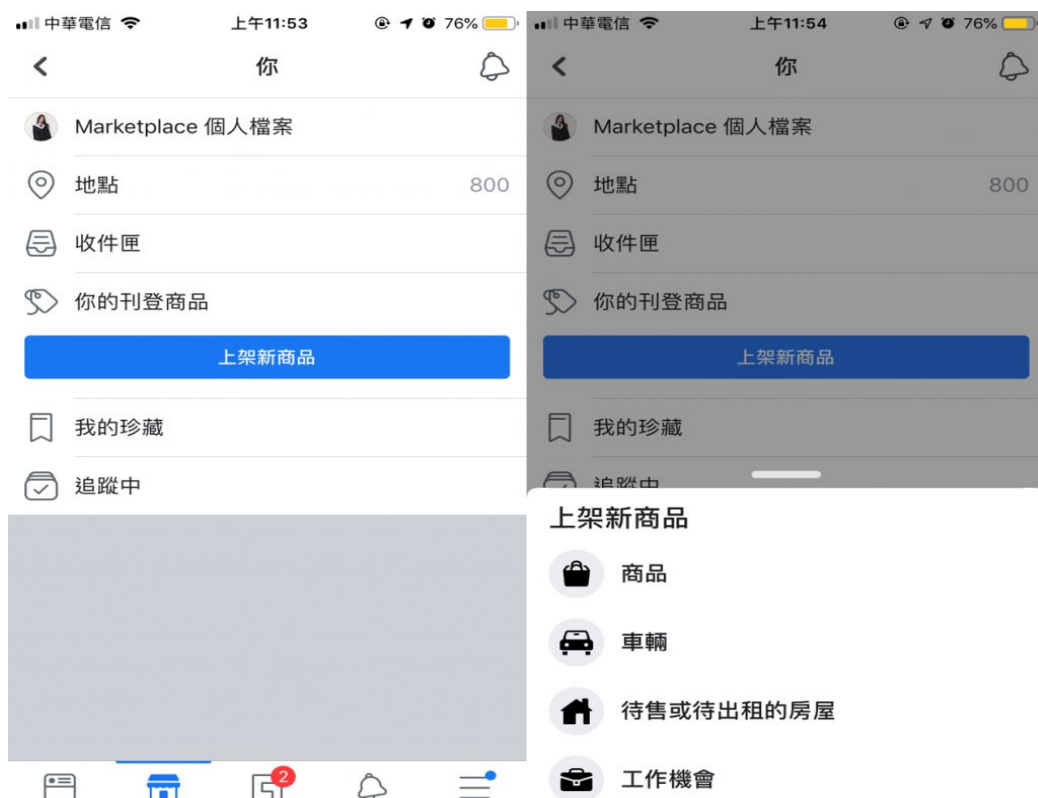 中華電信 上午11:53 76%
你
Marketplace 個人檔案
地點 800
收件匣
你的刊登商品
上架新商品
我的珍藏
追蹤中
2
中華電信 上午11:54 76%
你
Marketplace 個人檔案
地點 800
收件匣
你的刊登商品
上架新商品
我的珍藏
追蹤中
上架新商品
商品
車輛
待售或待出租的房屋
工作機會